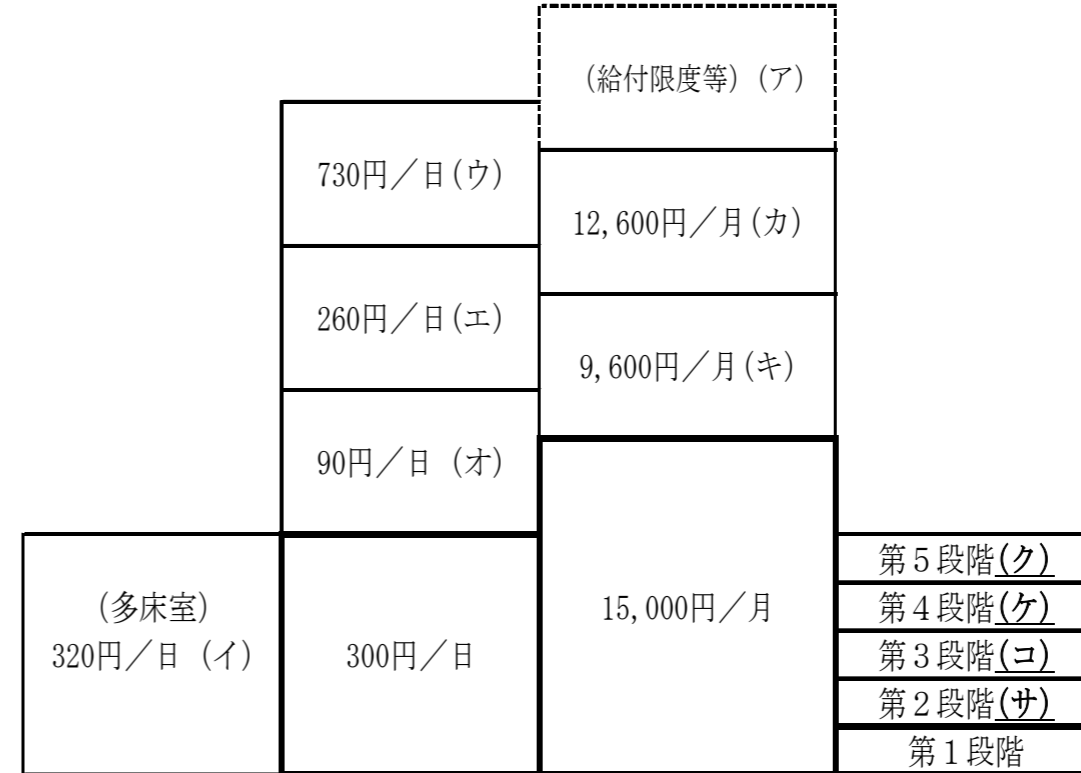 (給付限度等) (ア)
730円/日(ウ)
12,600円/月(カ)
260円/日(エ)
9,600円/月(キ)
90円/日 (オ)
(多床室)
320円/日 (イ)
300円/日
15,000円/月
第5段階(ク)
第4段階(ケ)
第3段階(コ)
第2段階(サ)
第1段階